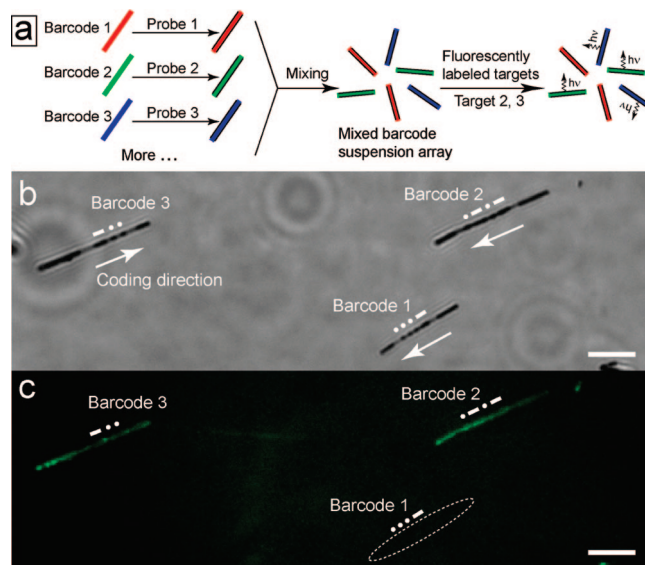 a
Barcode 1
Probe 1
Barcode 2
Probe 2
Barcode 3
Probe 3
More ...
Mixing
Mixed barcode
suspension array
Fluorescently
labeled targets
Target 2, 3
hν
hν
hν
hν
b
Barcode 3
Coding direction
Barcode 2
Barcode 1
c
Barcode 3
Barcode 2
Barcode 1